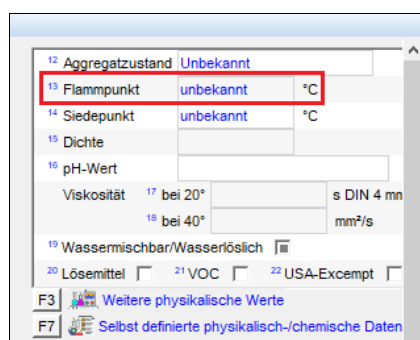 12 Aggregatzustand Unbekannt
13 Flammpunkt unbekannt °C
14 Siedepunkt unbekannt °C
15 Dichte
16 pH-Wert
Viskosität 17 bei 20° s DIN 4 mm
18 bei 40° mm²/s
19 Wassermischbar/Wasserlöslich
20 Lösemittel 21 VOC 22 USA-Excempt
F3 Weitere physikalische Werte
F7 Selbst definierte physikalisch-/chemische Daten